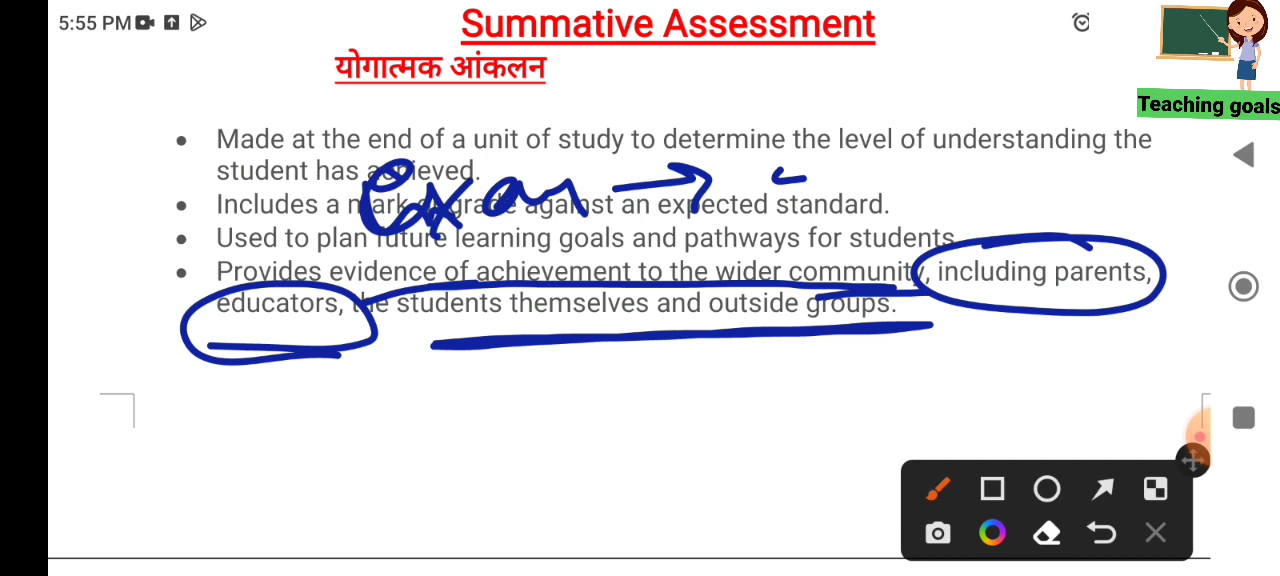 5:55 PM
Summative Assessment
योगात्मक आंकलन
Teaching goals
• Made at the end of a unit of study to determine the level of understanding the
student has achieved.
• Includes a mark or grade against an expected standard.
• Used to plan future learning goals and pathways for students.
• Provides evidence of achievement to the wider community, including parents,
educators, the students themselves and outside groups.
Exam →